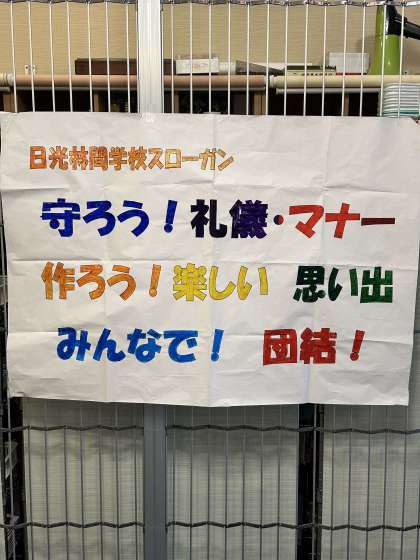 日光林間学校スローガン
守ろう！礼儀・マナー
作ろう！楽しい 思い出
みんなで！ 団結！